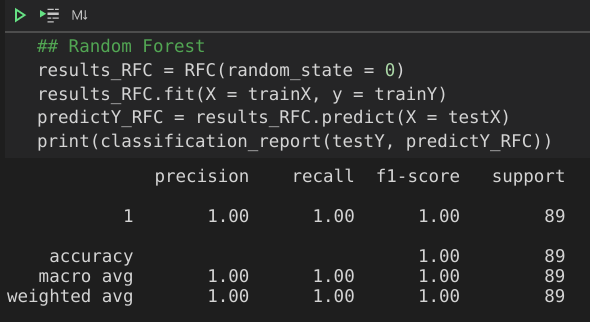 M↓
## Random Forest
results_RFC = RFC(random_state = 0)
results_RFC.fit(X = trainX, y = trainY)
predictY_RFC = results_RFC.predict(X = testX)
print(classification_report(testY, predictY_RFC))
precision recall f1-score support
1 1.00 1.00 1.00 89
accuracy 1.00 89
macro avg 1.00 1.00 1.00 89
weighted avg 1.00 1.00 1.00 89